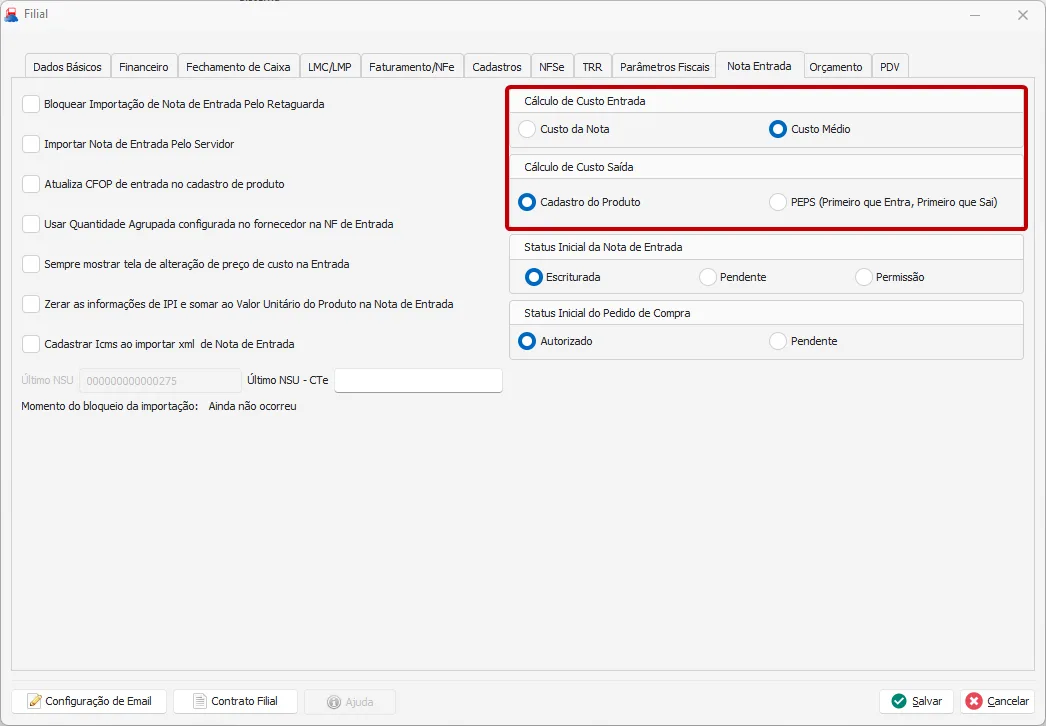 Filial
Dados Básicos Financeiro Fechamento de Caixa LMC/LMP Faturamento/NFe Cadastros NFSe TRR Parâmetros Fiscais Nota Entrada Orçamento PDV
Bloquear Importação de Nota de Entrada Pelo Retaguarda
Importar Nota de Entrada Pelo Servidor
Atualiza CFOP de entrada no cadastro de produto
Usar Quantidade Agrupada configurada no fornecedor na NF de Entrada
Sempre mostrar tela de alteração de preço de custo na Entrada
Zerar as informações de IPI e somar ao Valor Unitário do Produto na Nota de Entrada
Cadastrar Icms ao importar xml  de Nota de Entrada
Último NSU 000000000000275 Último NSU - CTe
Momento do bloqueio da importação: Ainda não ocorreu
Cálculo de Custo Entrada
Custo da Nota Custo Médio
Cálculo de Custo Saída
Cadastro do Produto PEPS (Primeiro que Entra, Primeiro que Sai)
Status Inicial da Nota de Entrada
Escriturada Pendente Permissão
Status Inicial do Pedido de Compra
Autorizado Pendente
Configuração de Email Contrato Filial Ajuda Salvar Cancelar